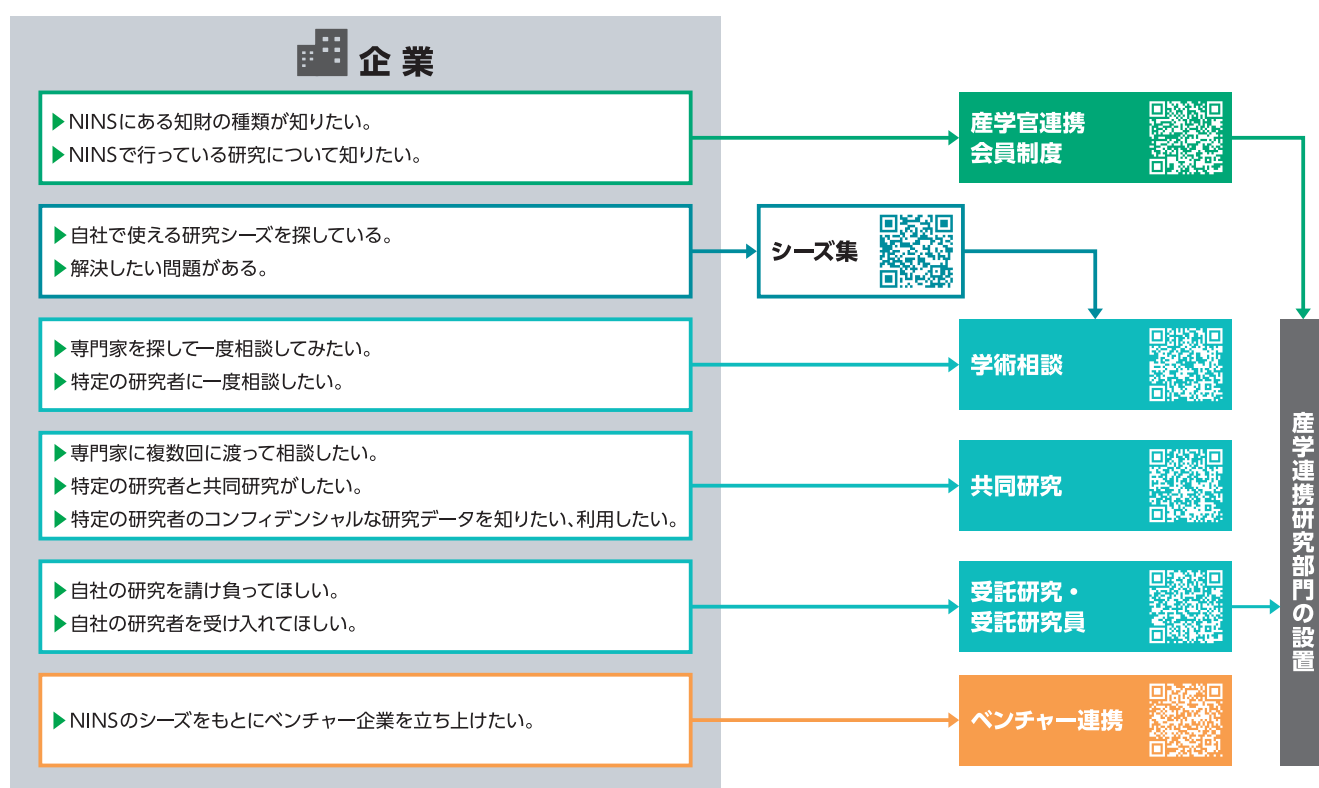 企業
▶NINSにある知財の種類が知りたい。
▶NINSで行っている研究について知りたい。
産学官連携
会員制度
▶自社で使える研究シーズを探している。
▶解決したい問題がある。
シーズ集
▶専門家を探して一度相談してみたい。
▶特定の研究者に一度相談したい。
学術相談
▶専門家に複数回に渡って相談したい。
▶特定の研究者と共同研究がしたい。
▶特定の研究者のコンフィデンシャルな研究データを知りたい、利用したい。
共同研究
▶自社の研究を請け負ってほしい。
▶自社の研究者を受け入れてほしい。
受託研究・
受託研究員
▶NINSのシーズをもとにベンチャー企業を立ち上げたい。
ベンチャー連携
産学連携研究部門の設置